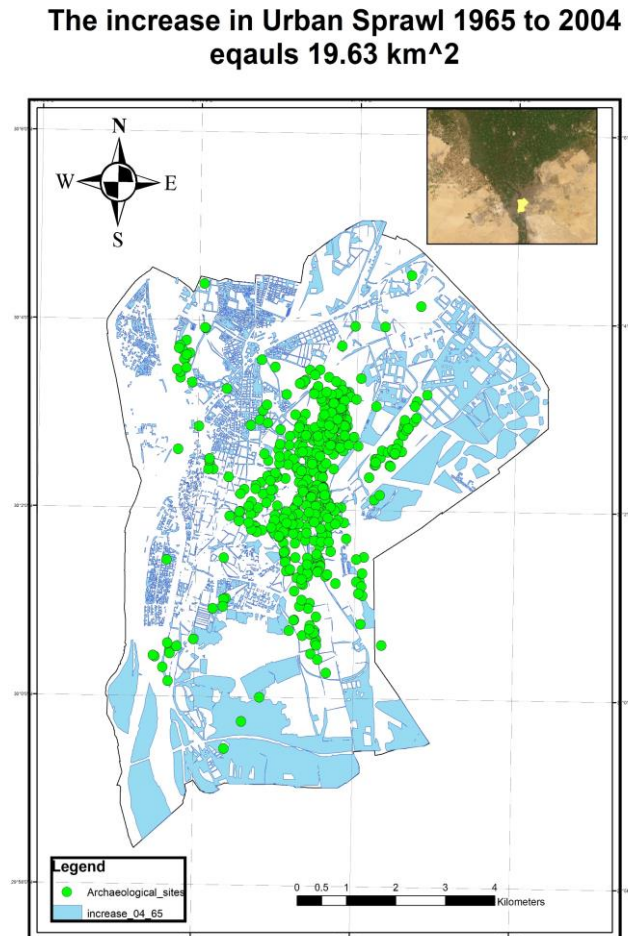 The increase in Urban Sprawl 1965 to 2004
eqauls 19.63 km^2
N
W
E
S
Legend
Archaeological_sites
increase_04_65
0 0.5 1 2 3 4
Kilometers